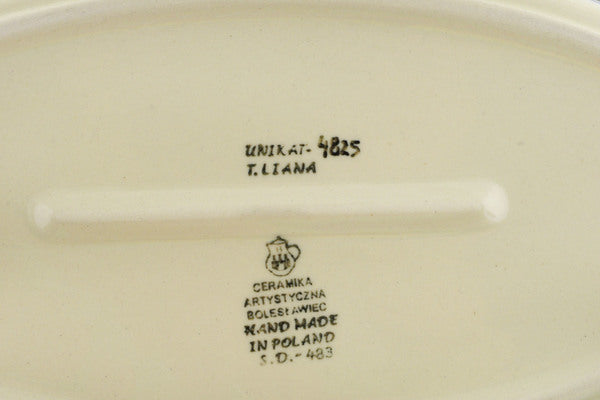 UNIKAT-4825
T.LIANA
CERAMIKA
ARTYSTYCZNA
BOLESŁAWIEC
HAND MADE
IN POLAND
S.D.-483